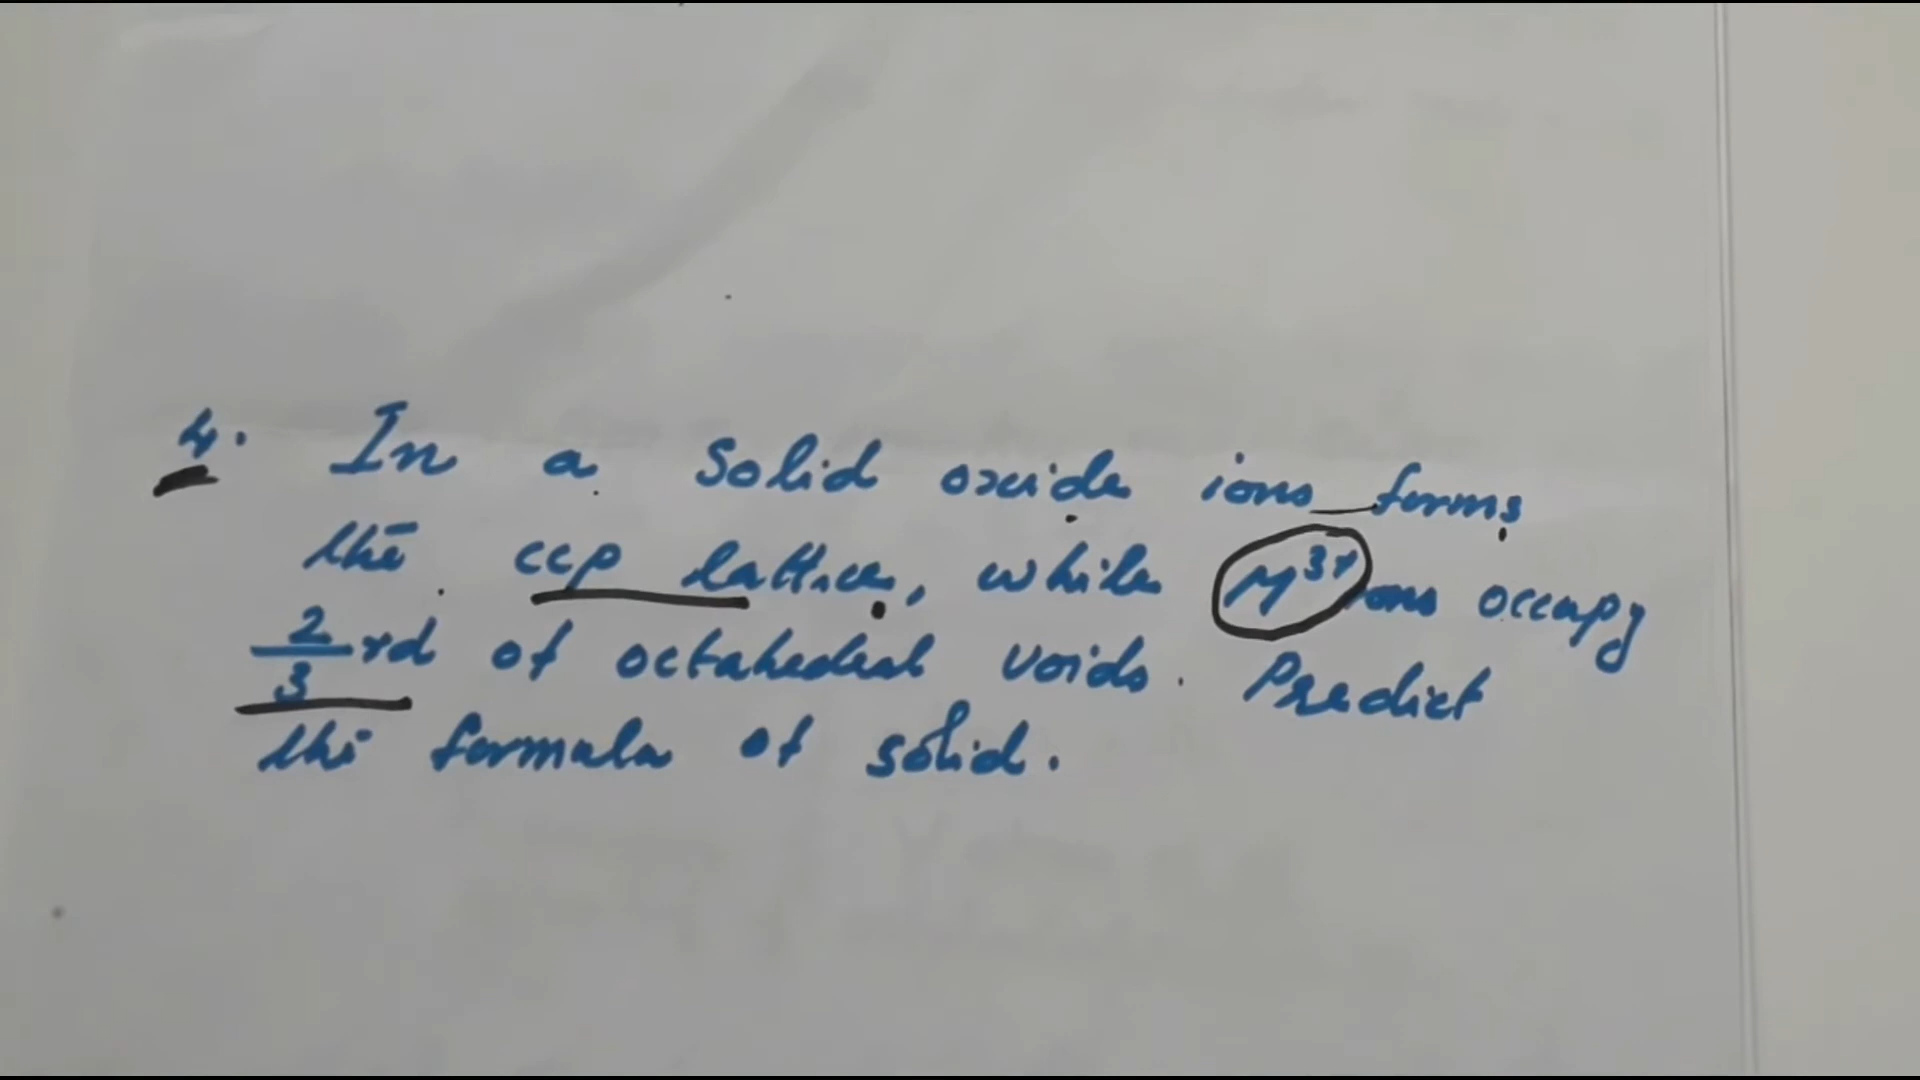 4. In a Solid oxide ions forms
the ccp lattice, while M³⁺ ions occupy
2/3 rd of octahedral voids. Predict
the formula of solid.